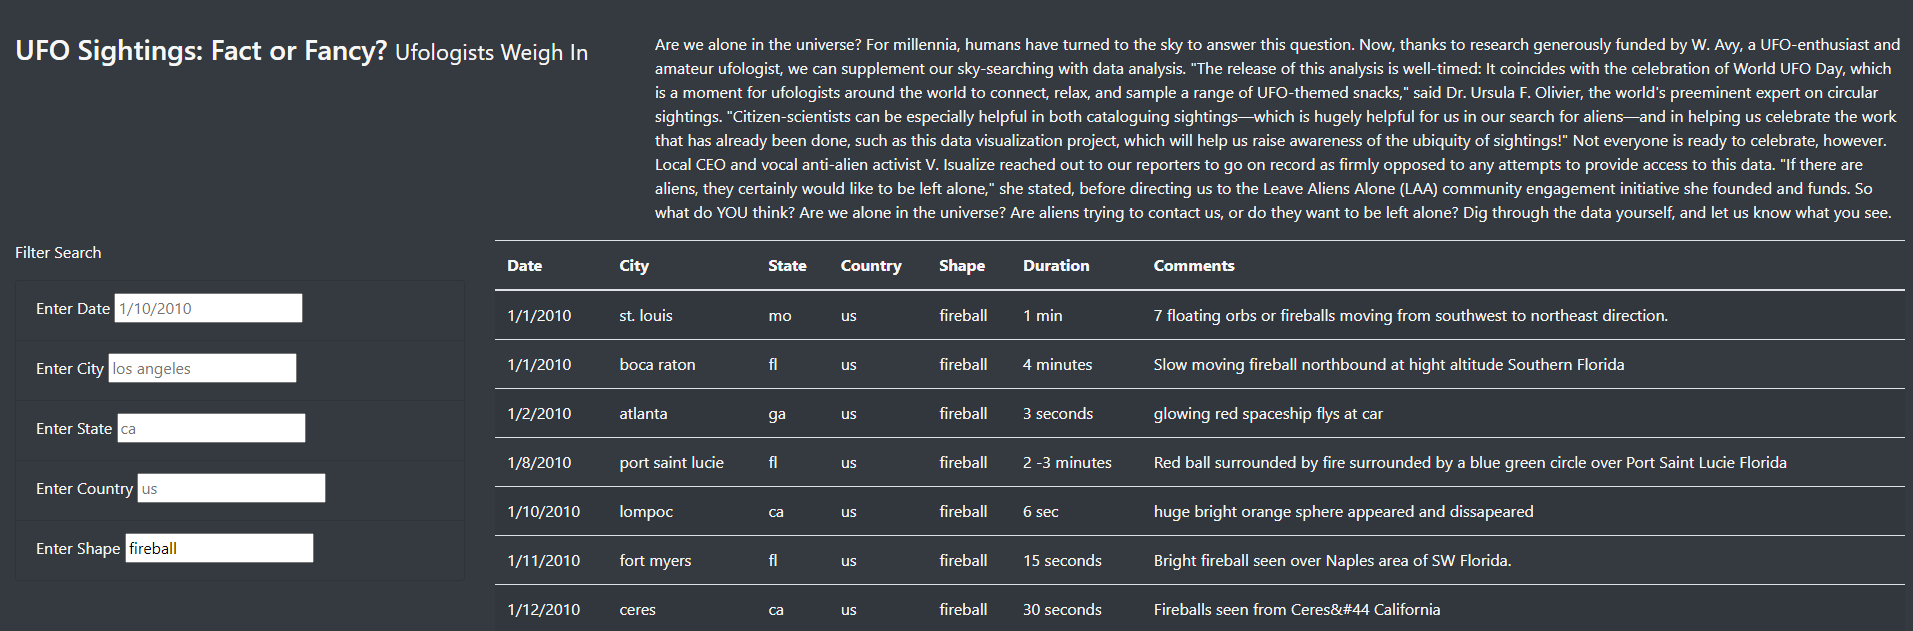 UFO Sightings: Fact or Fancy? Ufologists Weigh In
Are we alone in the universe? For millennia, humans have turned to the sky to answer this question. Now, thanks to research generously funded by W. Avy, a UFO-enthusiast and
amateur ufologist, we can supplement our sky-searching with data analysis. "The release of this analysis is well-timed: It coincides with the celebration of World UFO Day, which
is a moment for ufologists around the world to connect, relax, and sample a range of UFO-themed snacks," said Dr. Ursula F. Olivier, the world's preeminent expert on circular
sightings. "Citizen-scientists can be especially helpful in both cataloguing sightings—which is hugely helpful for us in our search for aliens—and in helping us celebrate the work
that has already been done, such as this data visualization project, which will help us raise awareness of the ubiquity of sightings!" Not everyone is ready to celebrate, however.
Local CEO and vocal anti-alien activist V. Isualize reached out to our reporters to go on record as firmly opposed to any attempts to provide access to this data. "If there are
aliens, they certainly would like to be left alone," she stated, before directing us to the Leave Aliens Alone (LAA) community engagement initiative she founded and funds. So
what do YOU think? Are we alone in the universe? Are aliens trying to contact us, or do they want to be left alone? Dig through the data yourself, and let us know what you see.
Filter Search
Enter Date 1/10/2010
Enter City los angeles
Enter State ca
Enter Country us
Enter Shape fireball
Date City State Country Shape Duration Comments
1/1/2010 st. louis mo us fireball 1 min 7 floating orbs or fireballs moving from southwest to northeast direction.
1/1/2010 boca raton fl us fireball 4 minutes Slow moving fireball northbound at hight altitude Southern Florida
1/2/2010 atlanta ga us fireball 3 seconds glowing red spaceship flys at car
1/8/2010 port saint lucie fl us fireball 2 -3 minutes Red ball surrounded by fire surrounded by a blue green circle over Port Saint Lucie Florida
1/10/2010 lompoc ca us fireball 6 sec huge bright orange sphere appeared and dissapeared
1/11/2010 fort myers fl us fireball 15 seconds Bright fireball seen over Naples area of SW Florida.
1/12/2010 ceres ca us fireball 30 seconds Fireballs seen from Ceres&#44 California